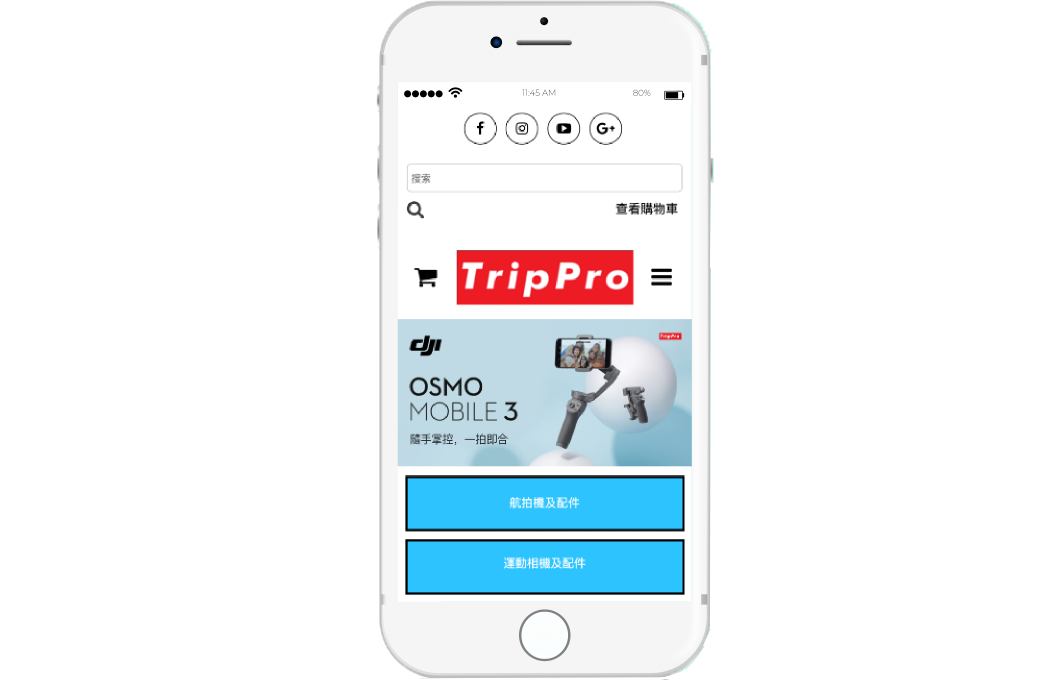 11:45 AM
80%
搜索
查看購物車
TripPro
TripPro
dji
OSMO
MOBILE 3
隨手掌控，一拍即合
航拍機及配件
運動相機及配件